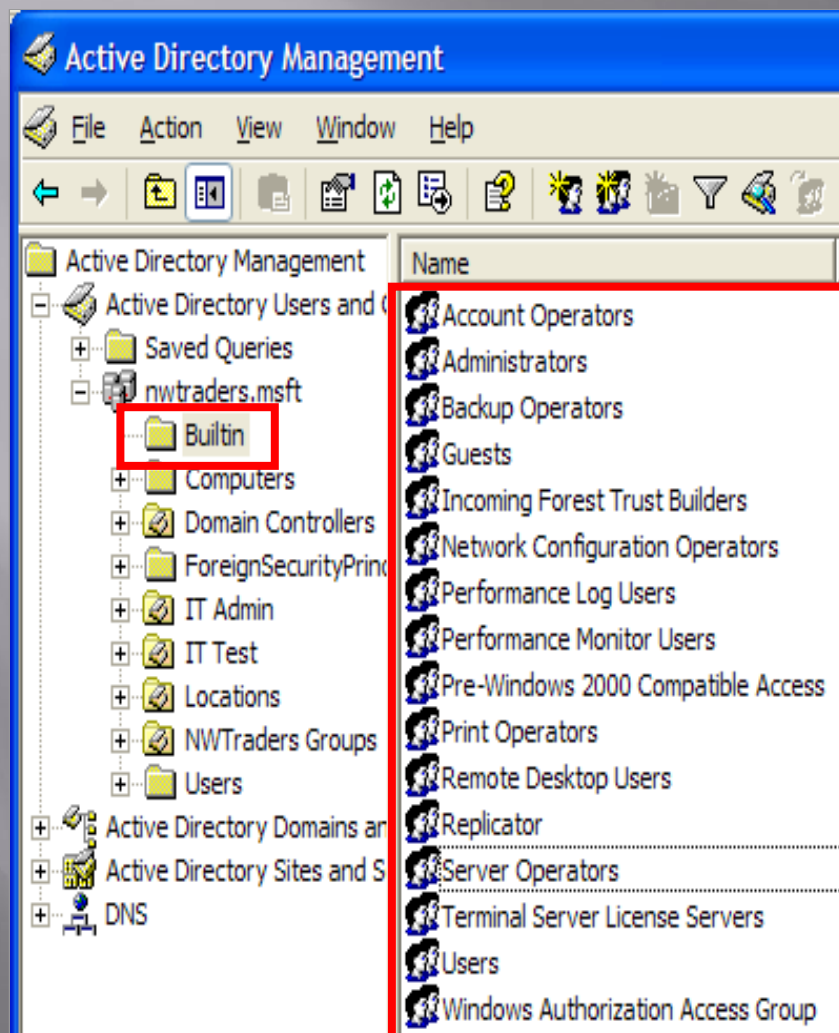 Active Directory Management
File Action View Window Help
Active Directory Management
Active Directory Users and C
Saved Queries
nwtraders.msft
Builtin
Computers
Domain Controllers
ForeignSecurityPrinc
IT Admin
IT Test
Locations
NWTraders Groups
Users
Active Directory Domains an
Active Directory Sites and S
DNS
Name
Account Operators
Administrators
Backup Operators
Guests
Incoming Forest Trust Builders
Network Configuration Operators
Performance Log Users
Performance Monitor Users
Pre-Windows 2000 Compatible Access
Print Operators
Remote Desktop Users
Replicator
Server Operators
Terminal Server License Servers
Users
Windows Authorization Access Group